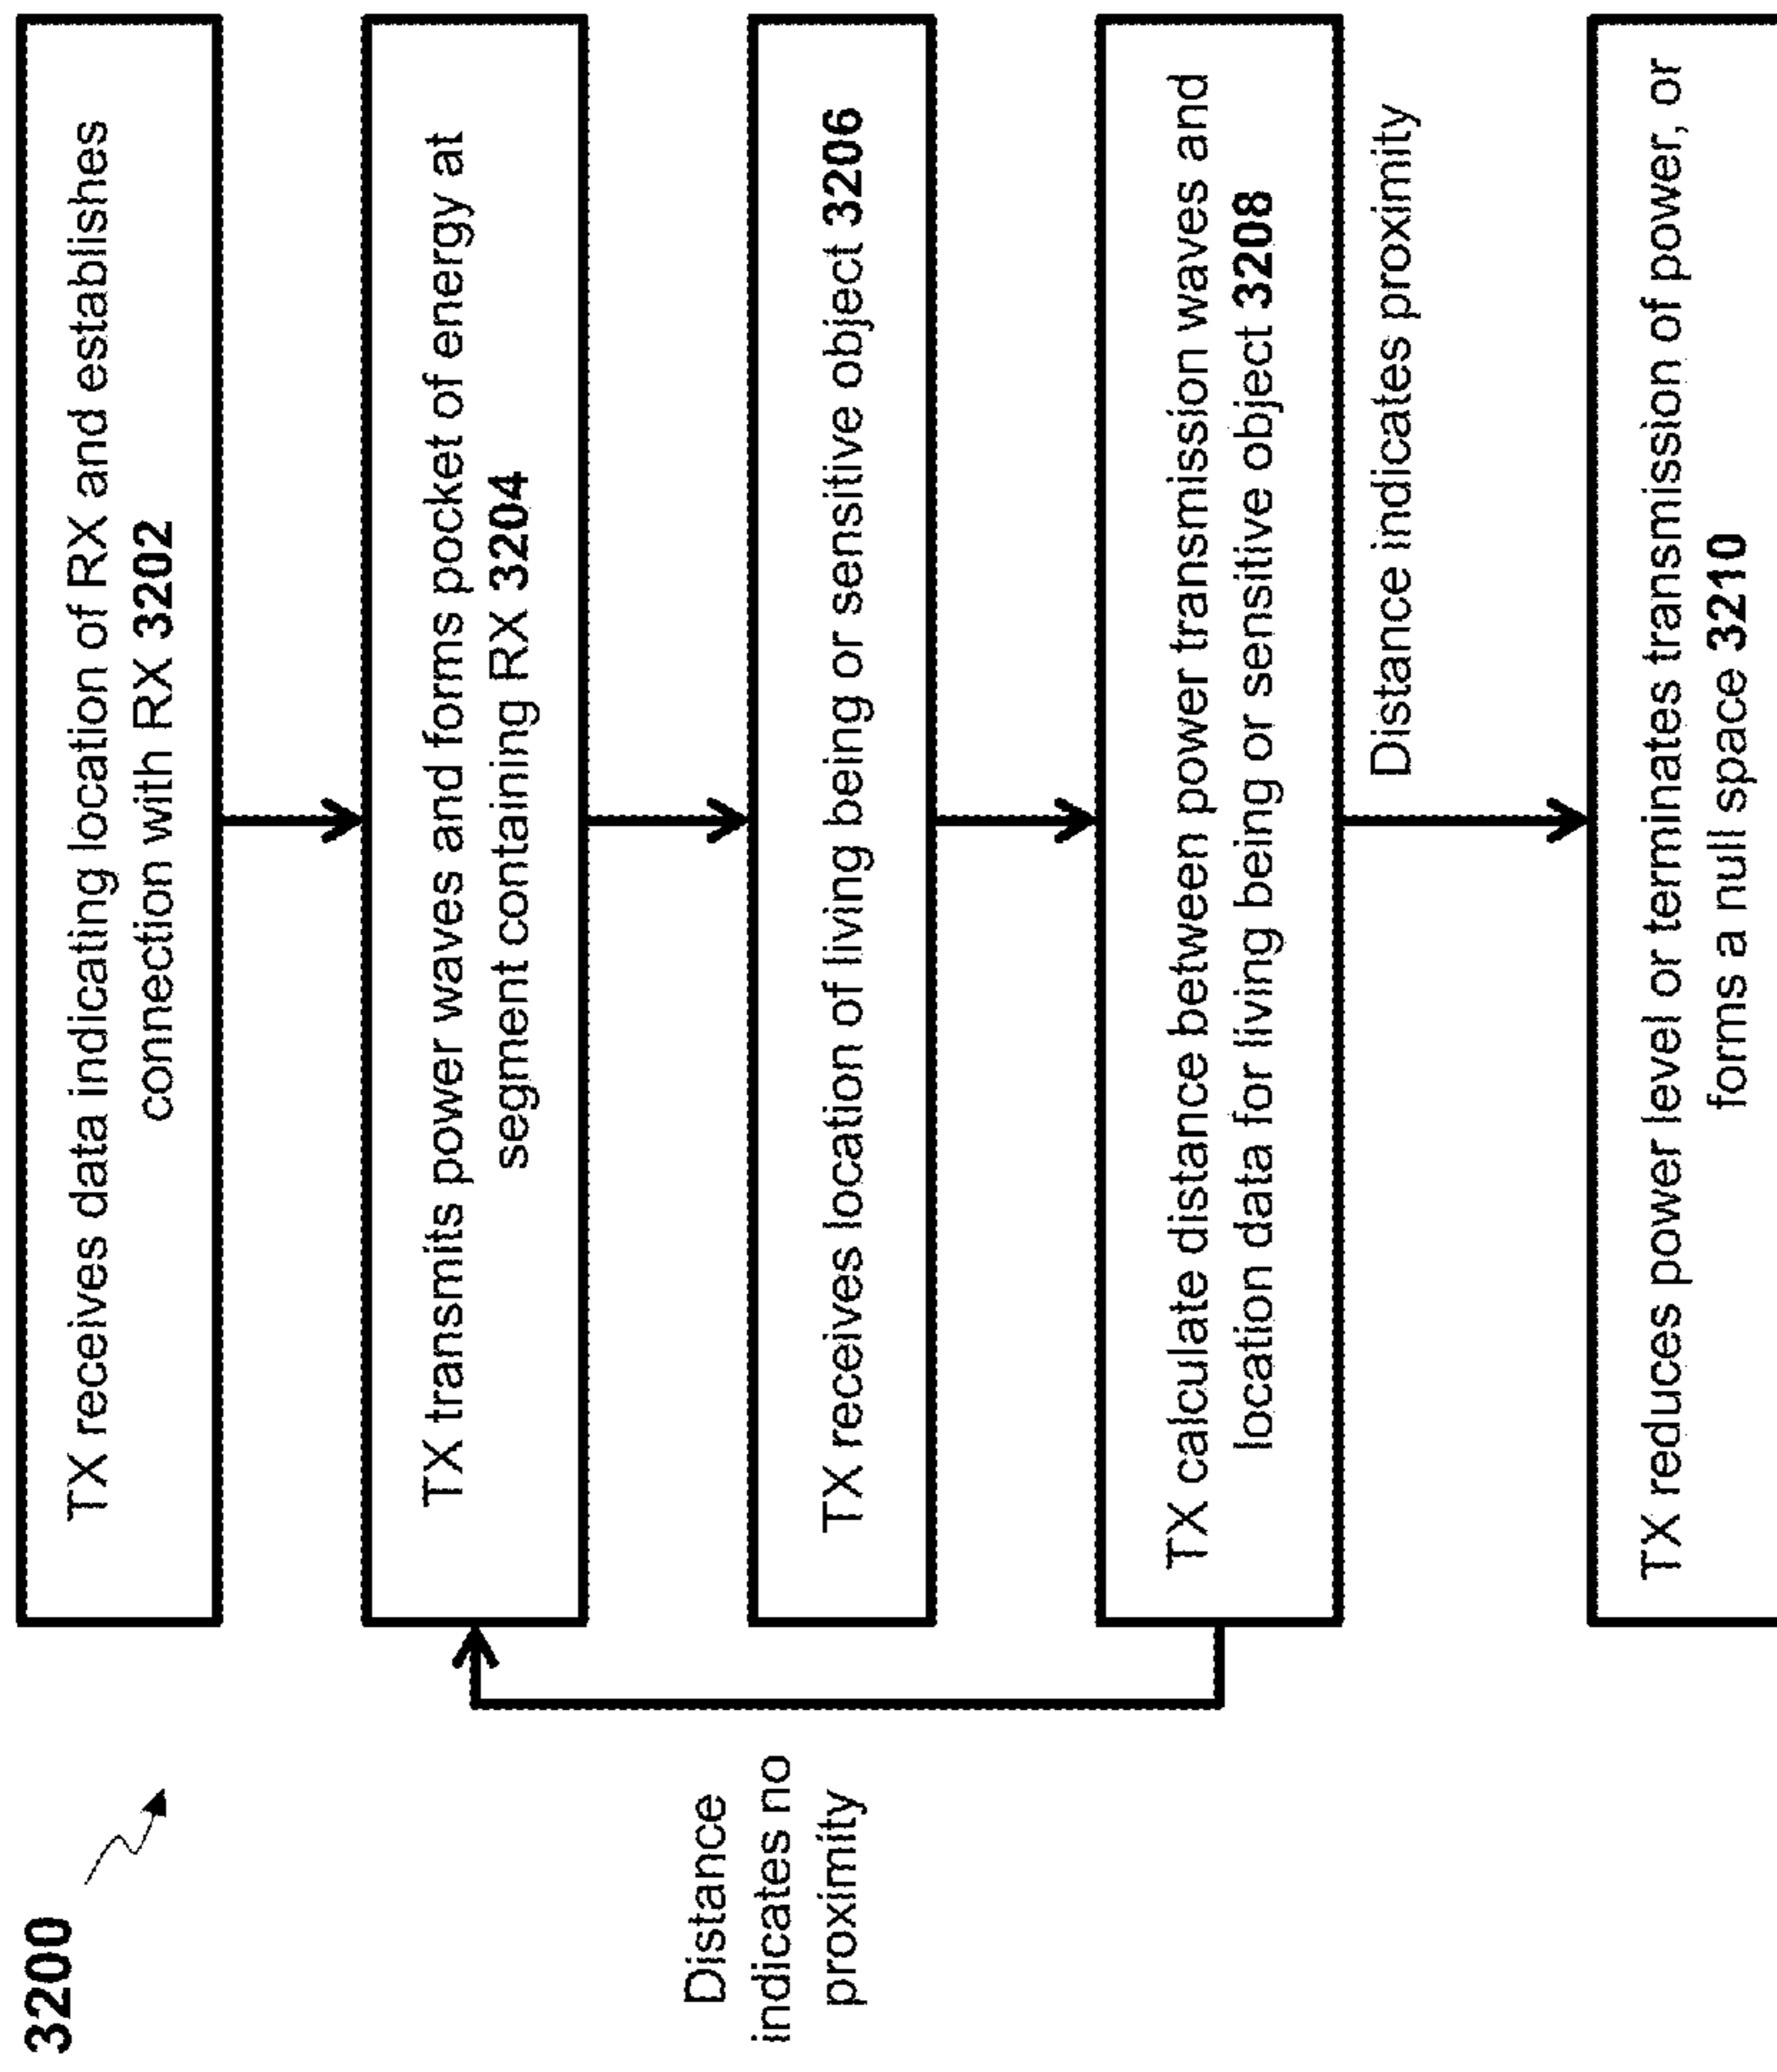 3200
TX receives data indicating location of RX and establishes
connection with RX 3202
TX transmits power waves and forms pocket of energy at
segment containing RX 3204
TX receives location of living being or sensitive object 3206
Distance
indicates no
proximity
TX calculate distance between power transmission waves and
location data for living being or sensitive object 3208
Distance indicates proximity
TX reduces power level or terminates transmission of power, or
forms a null space 3210